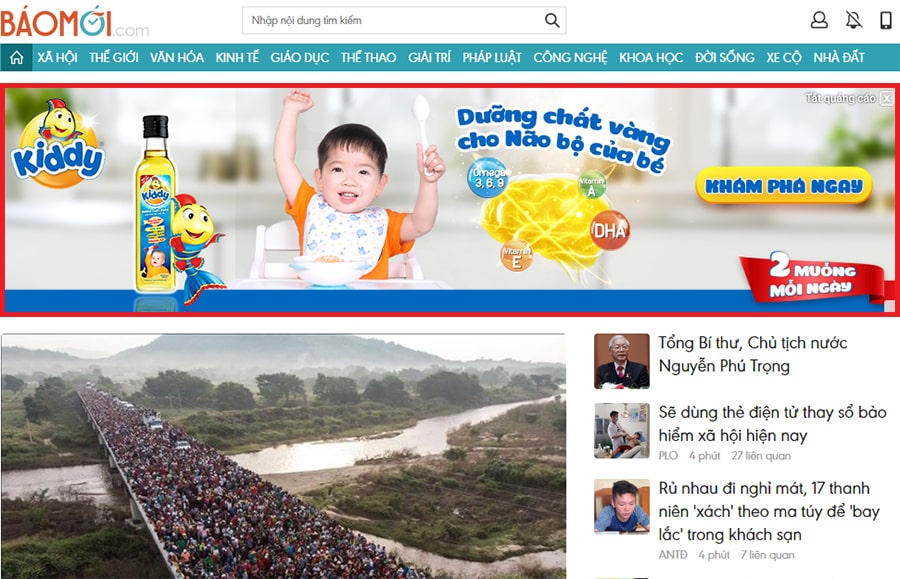 BÁOMỚI.com
Nhập nội dung tìm kiếm
XÃ HỘI THẾ GIỚI VĂN HÓA KINH TẾ GIÁO DỤC THỂ THAO GIẢI TRÍ PHÁP LUẬT CÔNG NGHỆ KHOA HỌC ĐỜI SỐNG XE CỘ NHÀ ĐẤT
Tắt quảng cáo X
Kiddy
Kiddy
Dưỡng chất vàng
cho Não bộ của bé
Omega
3, 6, 9
Vitamin
A
DHA
Vitamin
E
KHÁM PHÁ NGAY
2 MUỖNG
MỖI NGÀY
Tổng Bí thư, Chủ tịch nước
Nguyễn Phú Trọng
Sẽ dùng thẻ điện tử thay sổ bảo
hiểm xã hội hiện nay
PLO 4 phút 27 liên quan
Rủ nhau đi nghỉ mát, 17 thanh
niên 'xách' theo ma túy để 'bay
lắc' trong khách sạn
ANTĐ 4 phút 7 liên quan